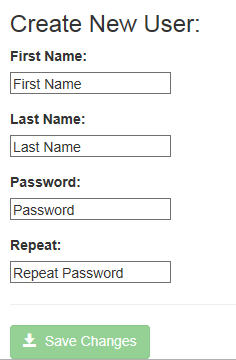 Create New User:
First Name:
First Name
Last Name:
Last Name
Password:
Password
Repeat:
Repeat Password
Save Changes